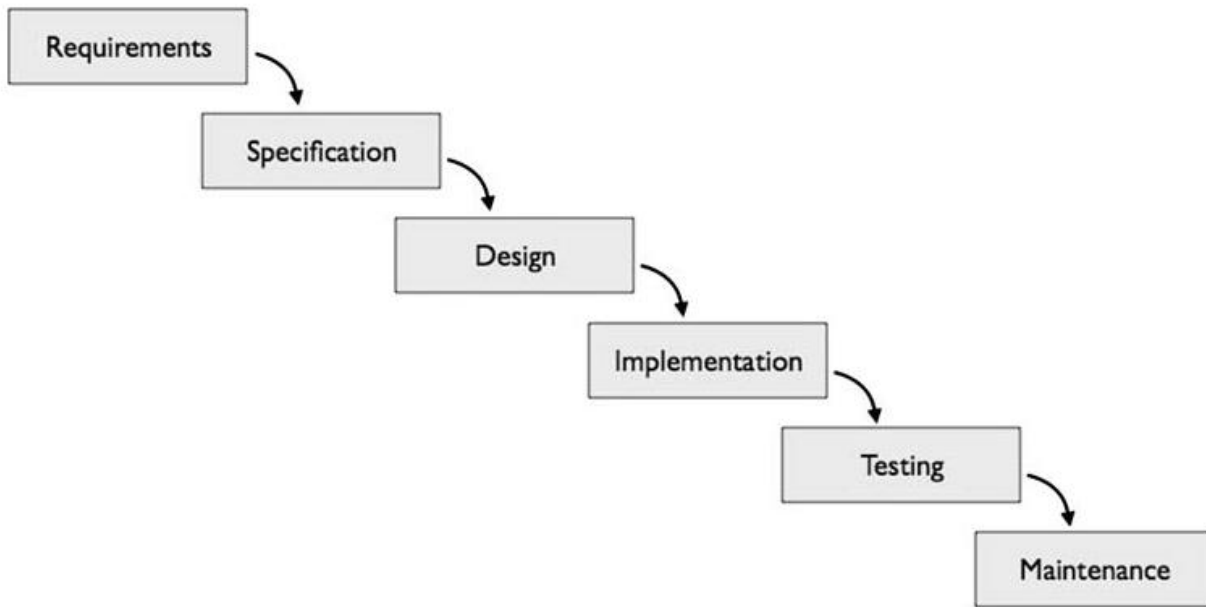 Requirements
Specification
Design
Implementation
Testing
Maintenance